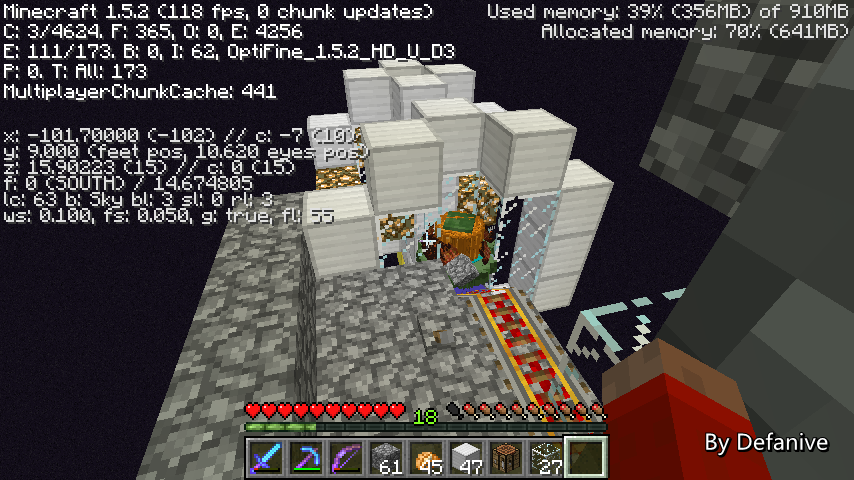 Minecraft 1.5.2 (118 fps, 0 chunk updates)
C: 3/4624, F: 365, O: 0, E: 4256
E: 111/173, B: 0, I: 62, OptiFine_1.5.2_HD_U_D3
P: 0, T: All: 173
MultiplayerChunkCache: 441
Used memory: 39% (356MB) of 910MB
Allocated memory: 70% (641MB)
x: -101.70000 (-102) // c: -7 (10)
y: 9.000 (feet pos, 10.620 eyes pos)
z: 15.90223 (15) // c: 0 (15)
f: 0 (SOUTH) / 14.674805
lc: 63 b: Sky bl: 3 sl: 0 rl: 3
ws: 0.100, fs: 0.050, g: true, fl: 55
18
61 45 47 27
By Defanive